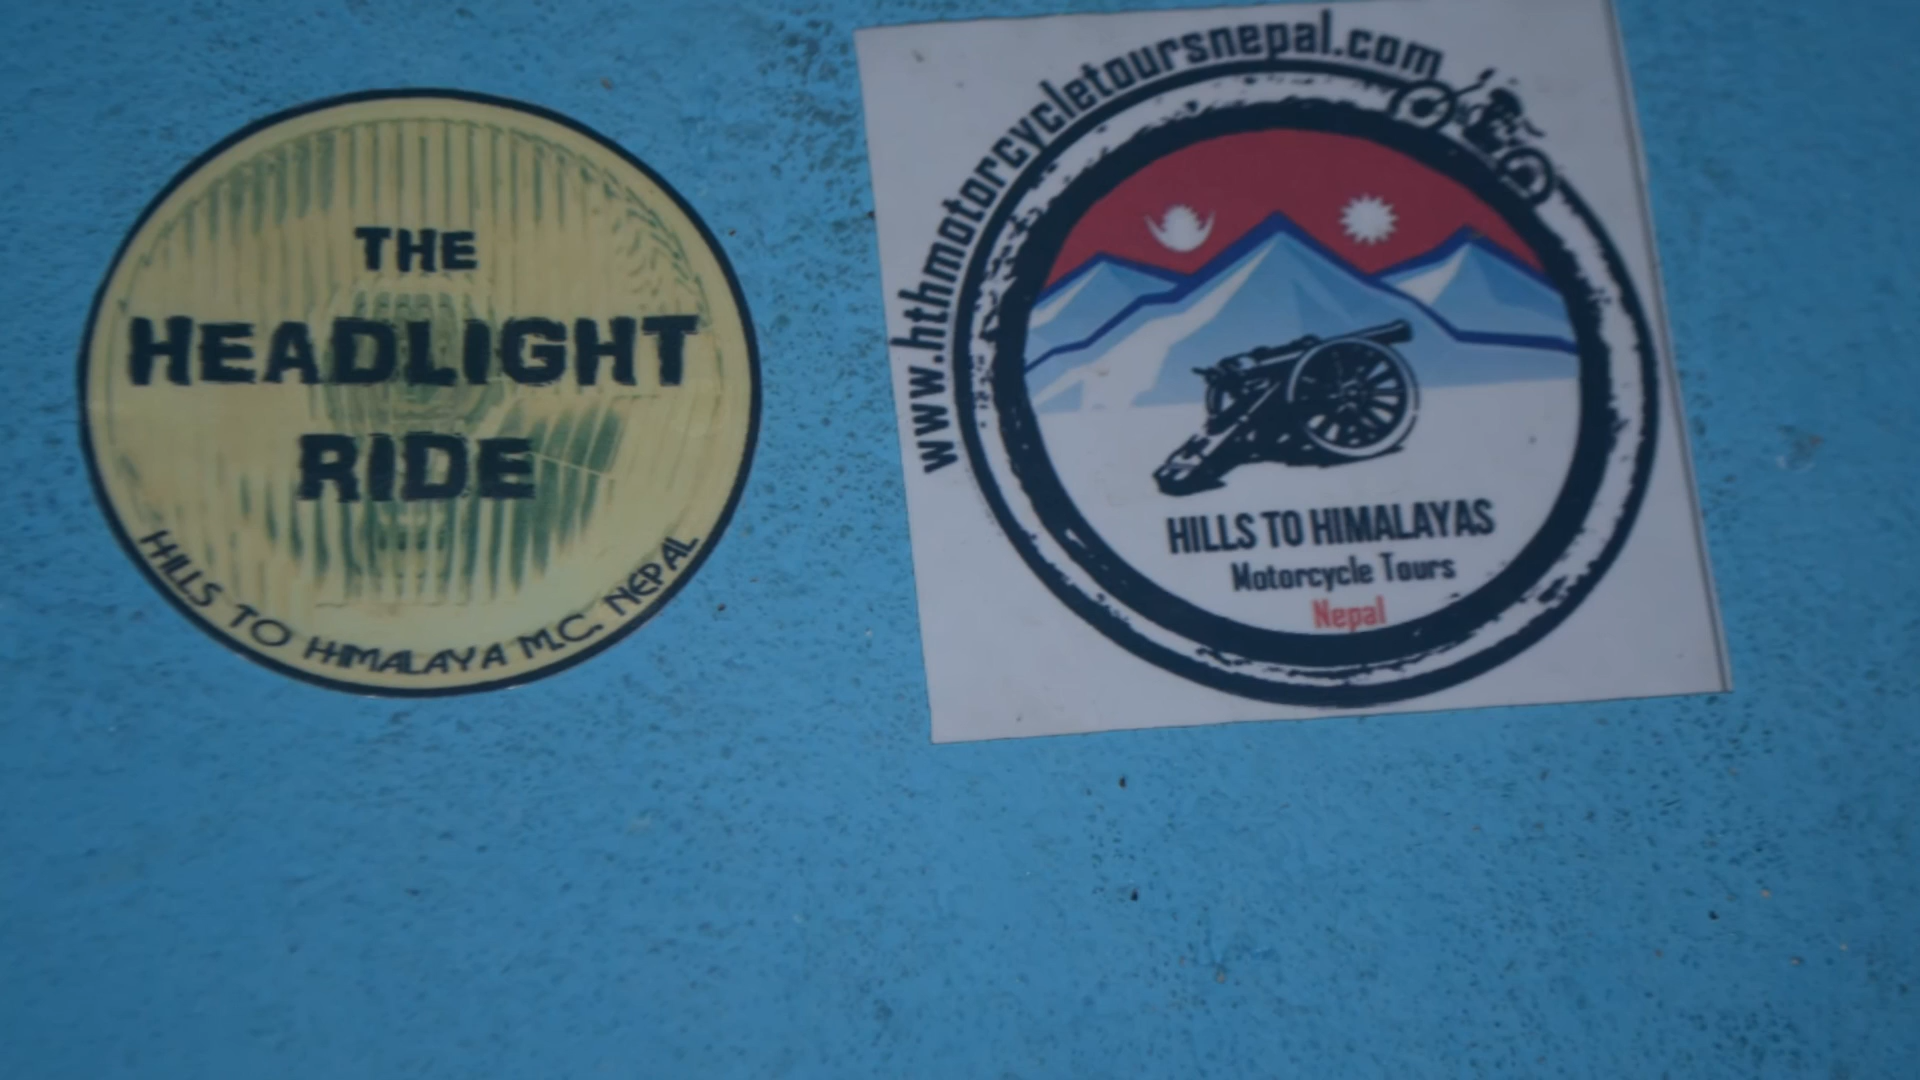 THE
HEADLIGHT
RIDE
HILLS TO HIMALAYA M.C. NEPAL
www.hthmotorcycletoursnepal.com
HILLS TO HIMALAYAS
Motorcycle Tours
Nepal